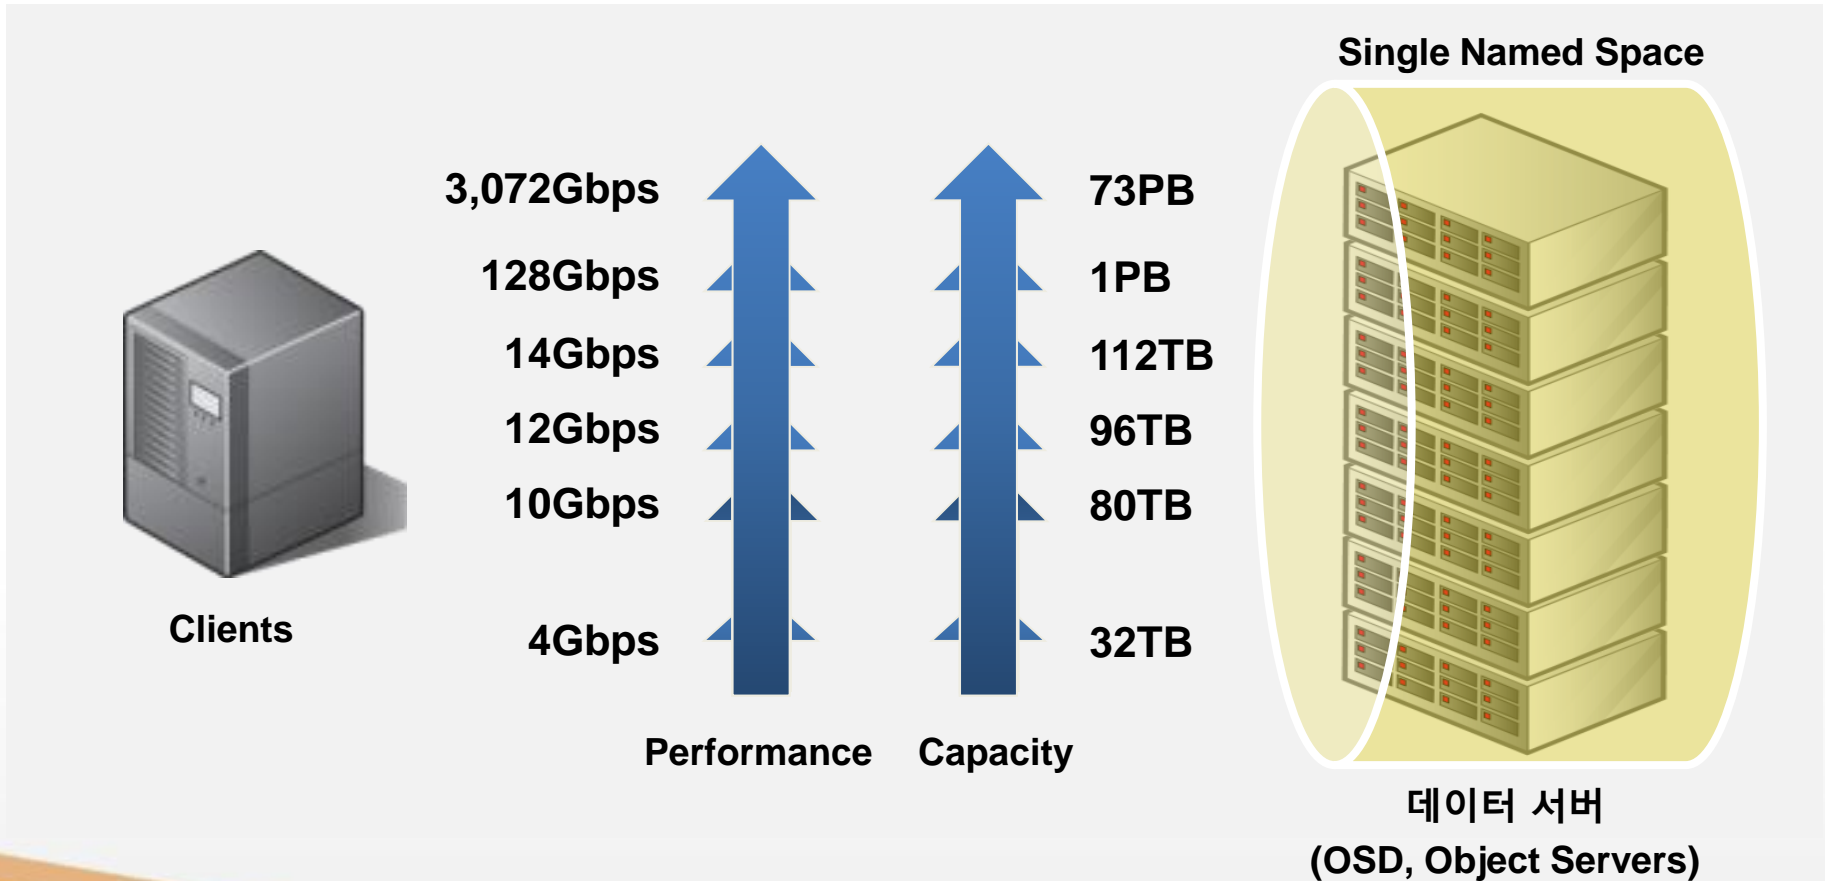 Single Named Space
3,072Gbps
73PB
128Gbps
1PB
14Gbps
112TB
12Gbps
96TB
10Gbps
80TB
Clients
4Gbps
32TB
Performance
Capacity
데이터 서버
(OSD, Object Servers)